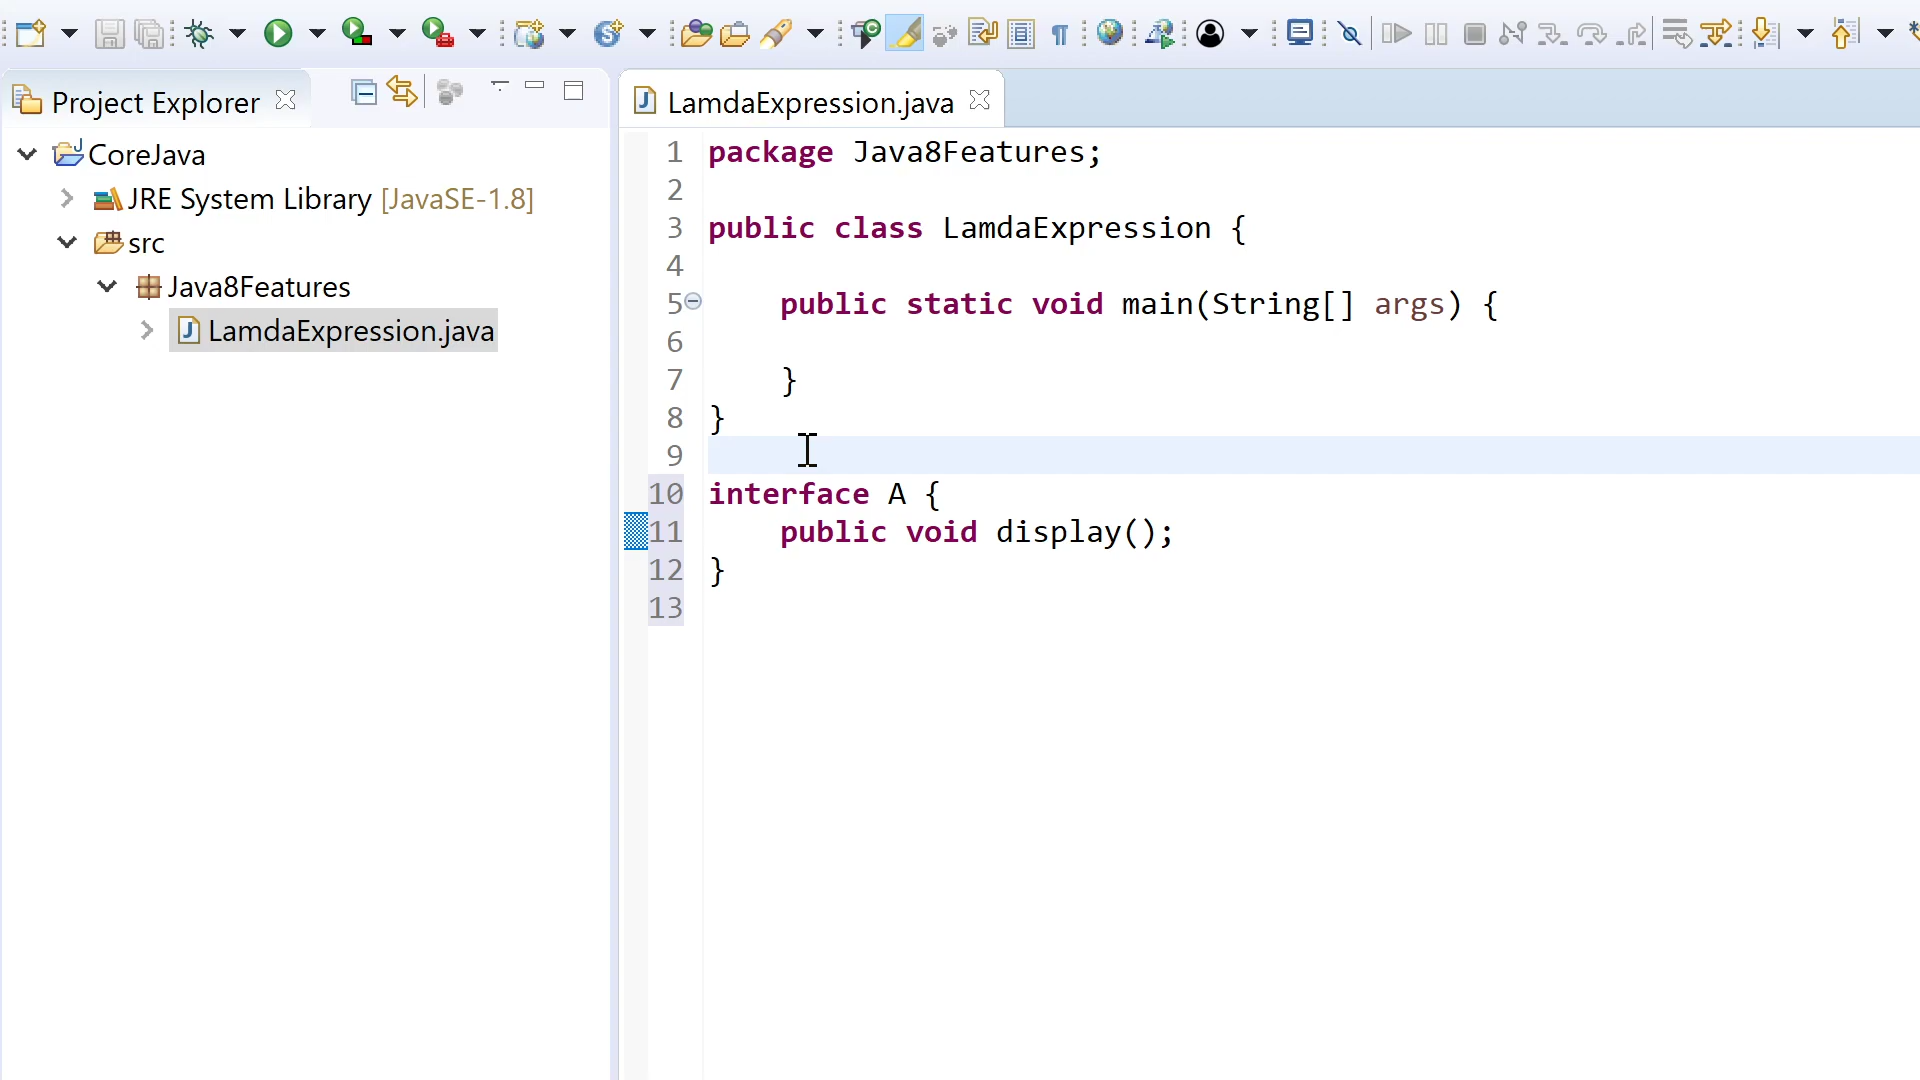 Project Explorer
CoreJava
JRE System Library [JavaSE-1.8]
src
Java8Features
LamdaExpression.java
LamdaExpression.java
1 package Java8Features;
2
3 public class LamdaExpression {
4
5     public static void main(String[] args) {
6
7     }
8 }
9
10 interface A {
11     public void display();
12 }
13